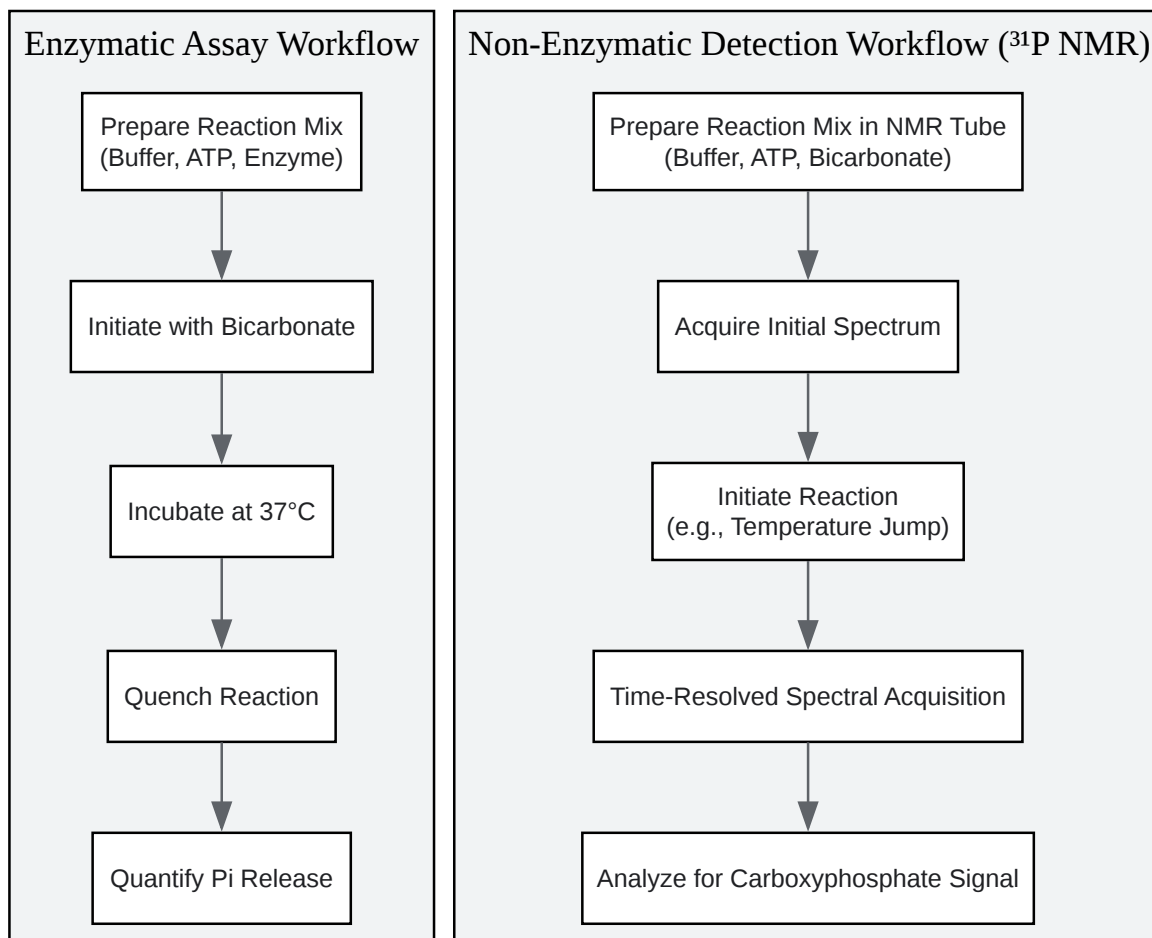 Enzymatic Assay Workflow
Prepare Reaction Mix
(Buffer, ATP, Enzyme)
Initiate with Bicarbonate
Incubate at 37°C
Quench Reaction
Quantify Pi Release
Non-Enzymatic Detection Workflow (³¹P NMR)
Prepare Reaction Mix in NMR Tube
(Buffer, ATP, Bicarbonate)
Acquire Initial Spectrum
Initiate Reaction
(e.g., Temperature Jump)
Time-Resolved Spectral Acquisition
Analyze for Carboxyphosphate Signal